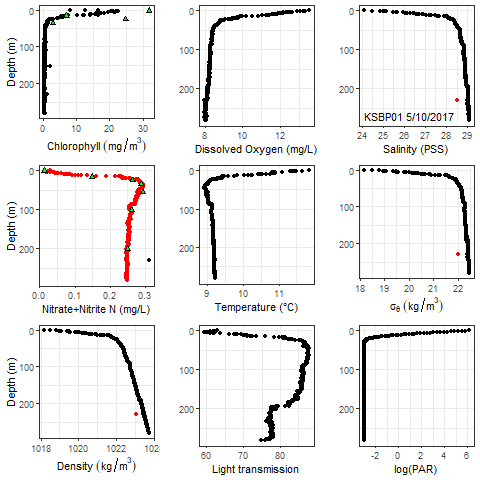 Depth (m)
0
100
200
0 10 20 30
Chlorophyll (mg/m³)
0
100
200
8 10 12
Dissolved Oxygen (mg/L)
0
100
200
KSBP01 5/10/2017
24 25 26 27 28 29
Salinity (PSS)
Depth (m)
0
100
200
0.0 0.1 0.2 0.3
Nitrate+Nitrite N (mg/L)
0
100
200
9 10 11
Temperature (°C)
0
100
200
18 19 20 21 22
σθ (kg/m³)
Depth (m)
0
100
200
1018 1020 1022 102
Density (kg/m³)
0
100
200
60 70 80
Light transmission
0
100
200
-2 0 2 4 6
log(PAR)